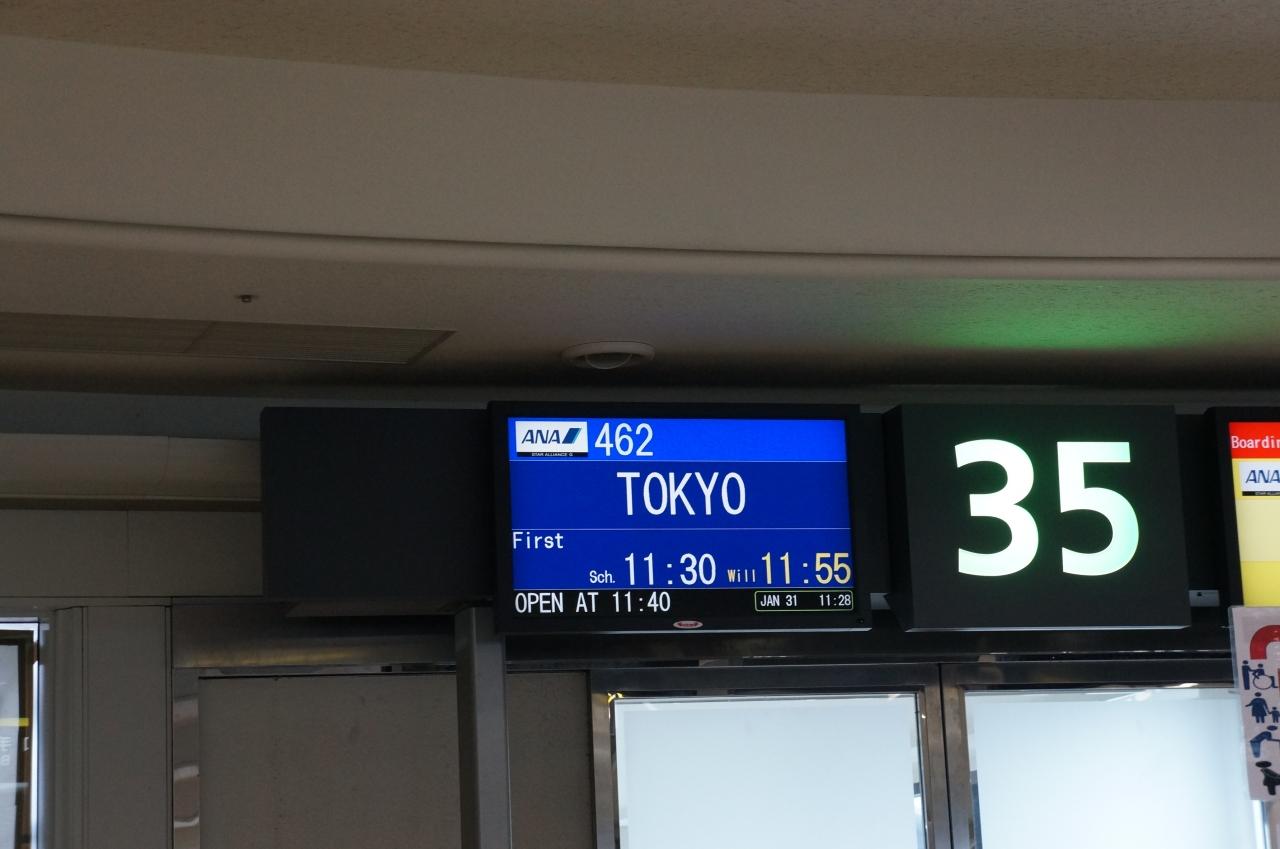 ANA 462
STAR ALLIANCE
TOKYO
First
Sch. 11:30 Will 11:55
OPEN AT 11:40 JAN 31 11:28
35
ANA